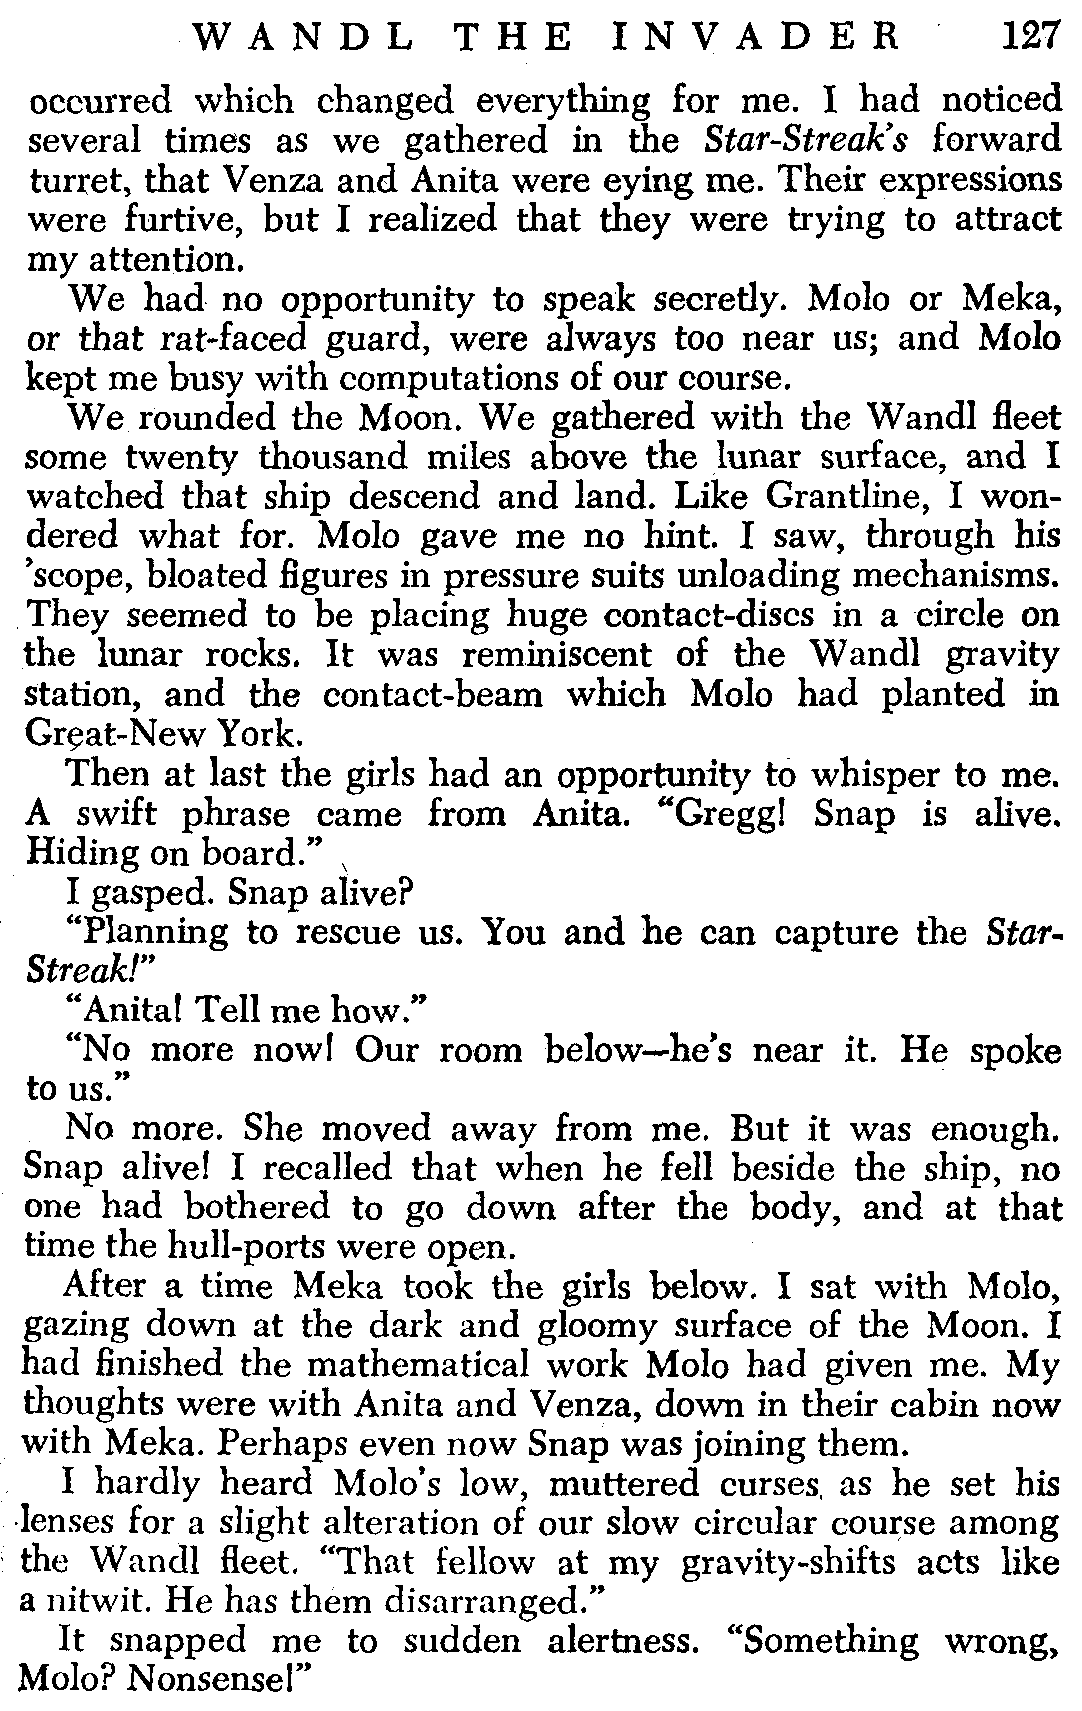 WANDL THE INVADER 127
occurred which changed everything for me. I had noticed
several times as we gathered in the Star-Streak's forward
turret, that Venza and Anita were eying me. Their expressions
were furtive, but I realized that they were trying to attract
my attention.
We had no opportunity to speak secretly. Molo or Meka,
or that rat-faced guard, were always too near us; and Molo
kept me busy with computations of our course.
We rounded the Moon. We gathered with the Wandl fleet
some twenty thousand miles above the lunar surface, and I
watched that ship descend and land. Like Grantline, I won-
dered what for. Molo gave me no hint. I saw, through his
'scope, bloated figures in pressure suits unloading mechanisms.
They seemed to be placing huge contact-discs in a circle on
the lunar rocks. It was reminiscent of the Wandl gravity
station, and the contact-beam which Molo had planted in
Great-New York.
Then at last the girls had an opportunity to whisper to me.
A swift phrase came from Anita. "Gregg! Snap is alive.
Hiding on board."
I gasped. Snap alive?
"Planning to rescue us. You and he can capture the Star-
Streak!"
"Anita! Tell me how."
"No more now! Our room below—he's near it. He spoke
to us."
No more. She moved away from me. But it was enough.
Snap alive! I recalled that when he fell beside the ship, no
one had bothered to go down after the body, and at that
time the hull-ports were open.
After a time Meka took the girls below. I sat with Molo,
gazing down at the dark and gloomy surface of the Moon. I
had finished the mathematical work Molo had given me. My
thoughts were with Anita and Venza, down in their cabin now
with Meka. Perhaps even now Snap was joining them.
I hardly heard Molo's low, muttered curses, as he set his
lenses for a slight alteration of our slow circular course among
the Wandl fleet. "That fellow at my gravity-shifts acts like
a nitwit. He has them disarranged."
It snapped me to sudden alertness. "Something wrong,
Molo? Nonsense!"